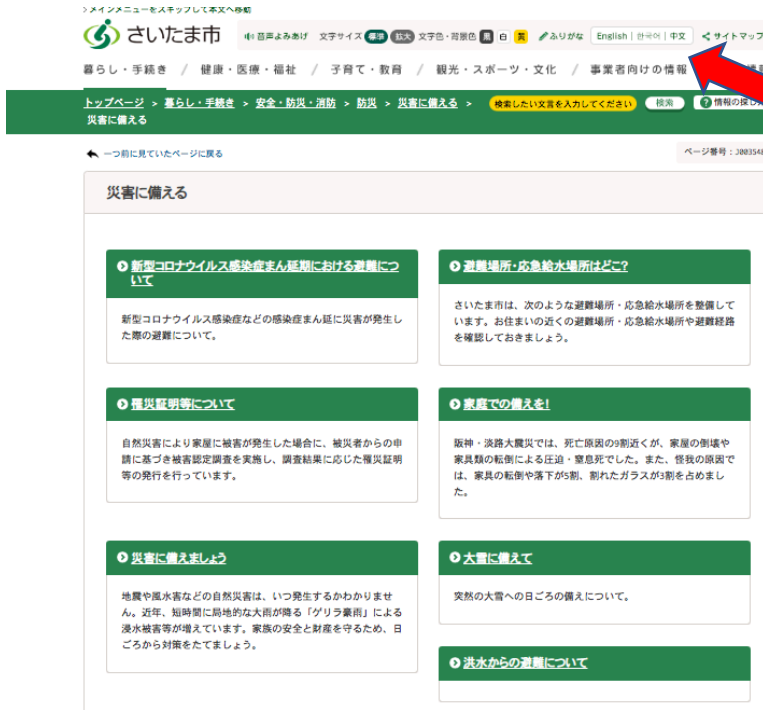 > メインメニューをスキップして本文へ移動
さいたま市 音声よみあげ 文字サイズ 標準 拡大 文字色・背景色 黒 白 黄 ふりがな English | 한국어 | 中文 サイトマップ
暮らし・手続き / 健康・医療・福祉 / 子育て・教育 / 観光・スポーツ・文化 / 事業者向けの情報
トップページ > 暮らし・手続き > 安全・防災・消防 > 防災 > 災害に備える > 検索したい文言を入力してください 検索 ? 情報の探し
災害に備える
一つ前に見ていたページに戻る
ページ番号:J003548
災害に備える
新型コロナウイルス感染症まん延期における避難につ
いて
新型コロナウイルス感染症などの感染症まん延に災害が発生し
た際の避難について。
避難場所・応急給水場所はどこ?
さいたま市は、次のような避難場所・応急給水場所を整備して
います。お住まいの近くの避難場所・応急給水場所や避難経路
を確認しておきましょう。
罹災証明等について
自然災害により家屋に被害が発生した場合に、被災者からの申
請に基づき被害認定調査を実施し、調査結果に応じた罹災証明
等の発行を行っています。
家庭での備えを!
阪神・淡路大震災では、死亡原因の9割近くが、家屋の倒壊や
家具類の転倒による圧迫・窒息死でした。また、怪我の原因で
は、家具の転倒や落下が5割、割れたガラスが3割を占めまし
た。
災害に備えましょう
地震や風水害などの自然災害は、いつ発生するかわかりませ
ん。近年、短時間に局地的な大雨が降る「ゲリラ豪雨」による
浸水被害等が増えています。家族の安全と財産を守るため、日
ごろから対策をたてましょう。
大雪に備えて
突然の大雪への日ごろの備えについて。
洪水からの避難について